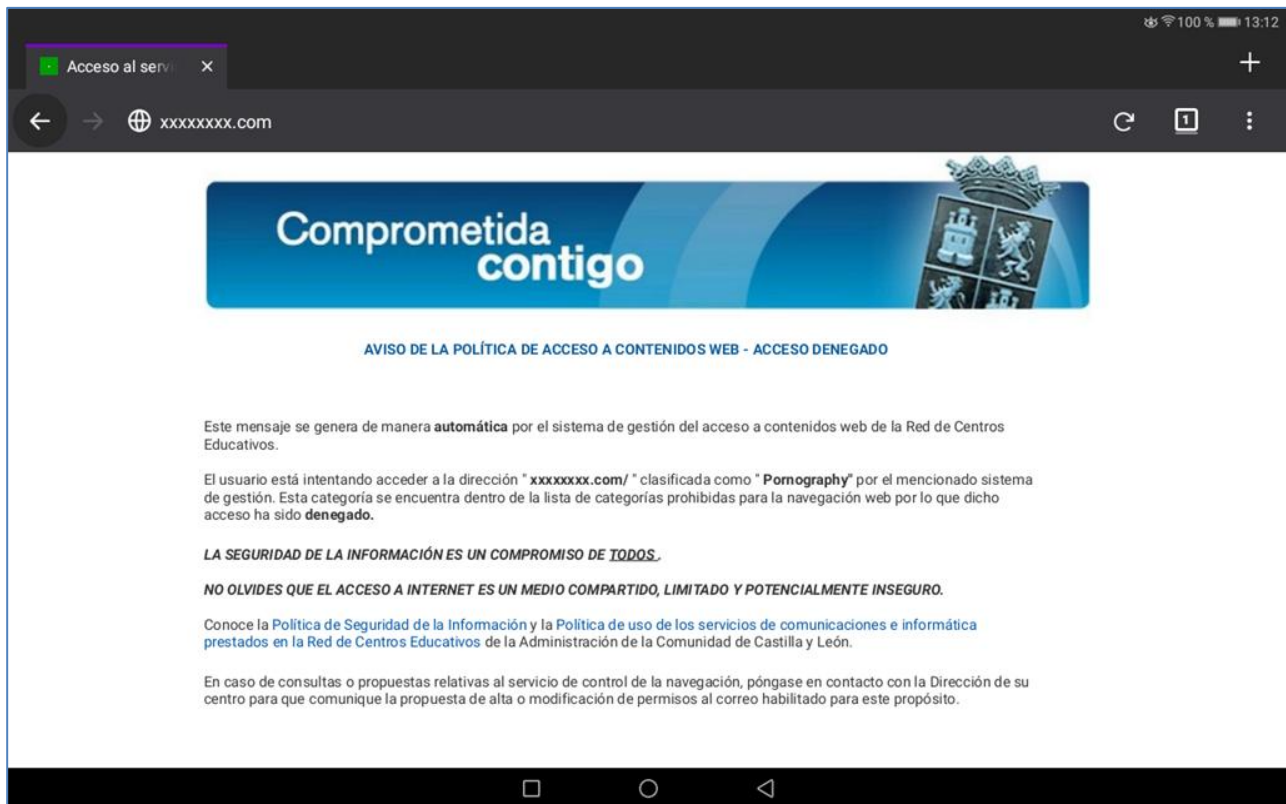 100 % 13:12
Acceso al serv
xxxxxxxx.com
1
Comprometida
contigo
AVISO DE LA POLÍTICA DE ACCESO A CONTENIDOS WEB - ACCESO DENEGADO
Este mensaje se genera de manera automática por el sistema de gestión del acceso a contenidos web de la Red de Centros
Educativos.
El usuario está intentando acceder a la dirección " xxxxxxxx.com/ " clasificada como " Pornography" por el mencionado sistema
de gestión. Esta categoría se encuentra dentro de la lista de categorías prohibidas para la navegación web por lo que dicho
acceso ha sido denegado.
LA SEGURIDAD DE LA INFORMACIÓN ES UN COMPROMISO DE TODOS .
NO OLVIDES QUE EL ACCESO A INTERNET ES UN MEDIO COMPARTIDO, LIMITADO Y POTENCIALMENTE INSEGURO.
Conoce la Política de Seguridad de la Información y la Política de uso de los servicios de comunicaciones e informática
prestados en la Red de Centros Educativos de la Administración de la Comunidad de Castilla y León.
En caso de consultas o propuestas relativas al servicio de control de la navegación, póngase en contacto con la Dirección de su
centro para que comunique la propuesta de alta o modificación de permisos al correo habilitado para este propósito.